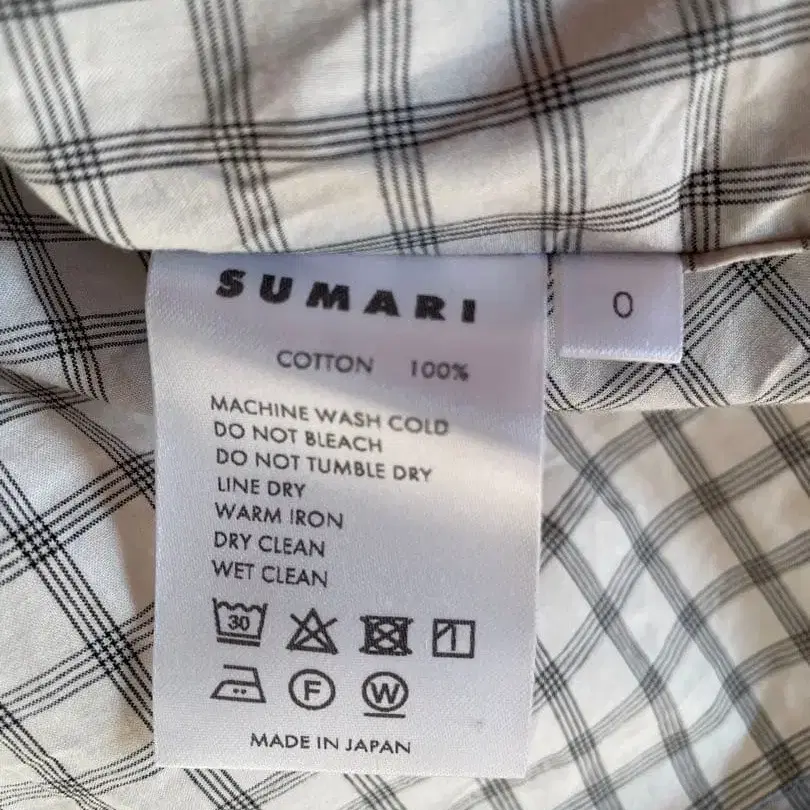 SUMARI
0
COTTON 100%
MACHINE WASH COLD
DO NOT BLEACH
DO NOT TUMBLE DRY
LINE DRY
WARM IRON
DRY CLEAN
WET CLEAN
30
F W
MADE IN JAPAN